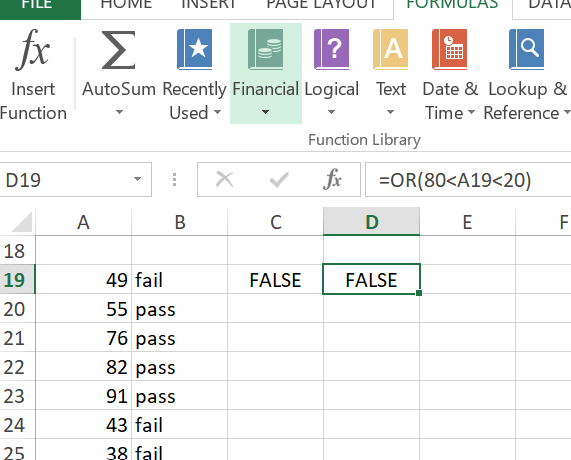 FILE HOME INSERT PAGE LAYOUT FORMULAS DATA
fx Σ ? A
Insert AutoSum Recently Financial Logical Text Date & Lookup &
Function Used Time Reference
Function Library
D19 fx =OR(80<A19<20)
A B C D E F
18
19 49 fail FALSE FALSE
20 55 pass
21 76 pass
22 82 pass
23 91 pass
24 43 fail
25 38 fail